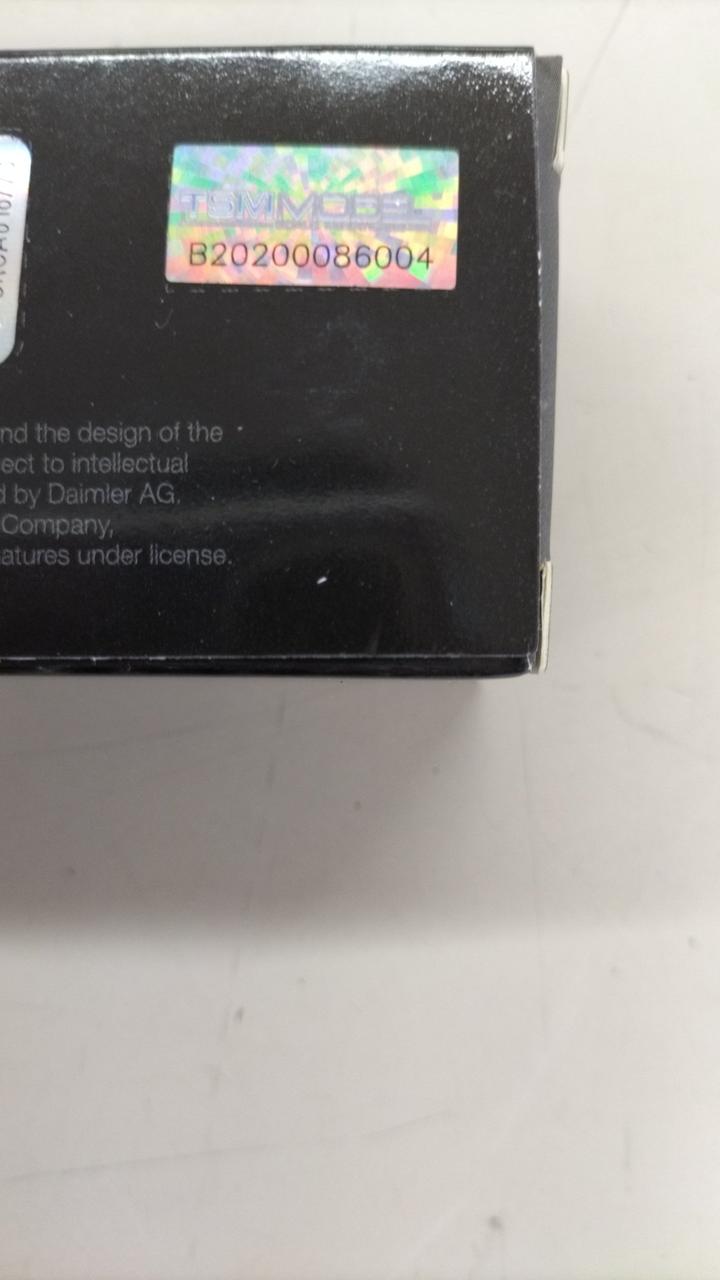 TSM MODEL
B20200086004
nd the design of the
ect to intellectual
d by Daimler AG.
Company,
atures under license.